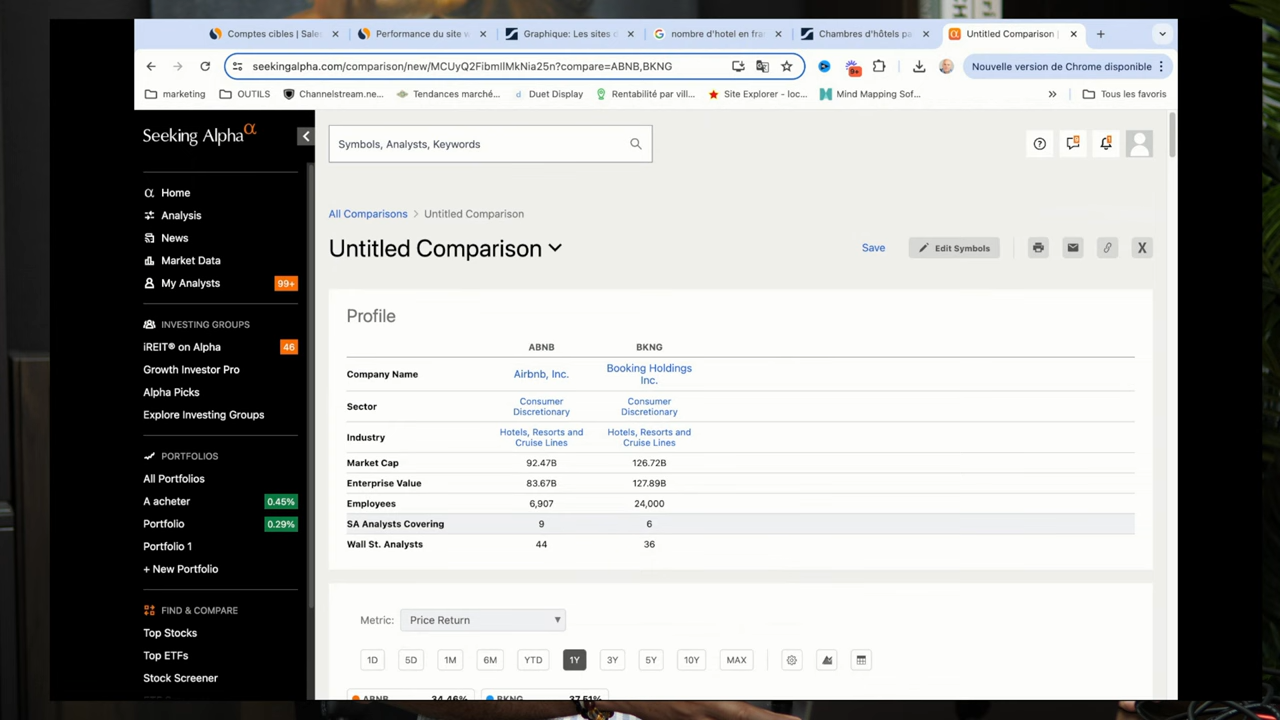 Comptes cibles | Sale
Performance du site v
Graphique: Les sites d
nombre d'hotel en fra
Chambres d'hôtels pa
Untitled Comparison |
seekingalpha.com/comparison/new/MCUyQ2FibmIlMkNia25n?compare=ABNB,BKNG
9+
Nouvelle version de Chrome disponible
marketing
OUTILS
Channelstream.ne...
Tendances marché...
Duet Display
Rentabilité par vill...
Site Explorer - loc...
Mind Mapping Sof...
»
Tous les favoris
Seeking Alpha α
Symbols, Analysts, Keywords
Home
Analysis
News
Market Data
My Analysts 99+
INVESTING GROUPS
iREIT® on Alpha 46
Growth Investor Pro
Alpha Picks
Explore Investing Groups
PORTFOLIOS
All Portfolios
A acheter 0.45%
Portfolio 0.29%
Portfolio 1
+ New Portfolio
FIND & COMPARE
Top Stocks
Top ETFs
Stock Screener
All Comparisons > Untitled Comparison
Untitled Comparison
Save
Edit Symbols
X
Profile
ABNB BKNG
Company Name Airbnb, Inc. Booking Holdings
Inc.
Sector Consumer Consumer
Discretionary Discretionary
Industry Hotels, Resorts and Hotels, Resorts and
Cruise Lines Cruise Lines
Market Cap 92.47B 126.72B
Enterprise Value 83.67B 127.89B
Employees 6,907 24,000
SA Analysts Covering 9 6
Wall St. Analysts 44 36
Metric: Price Return
1D 5D 1M 6M YTD 1Y 3Y 5Y 10Y MAX
ABNB 34.46% BKNG 37.51%